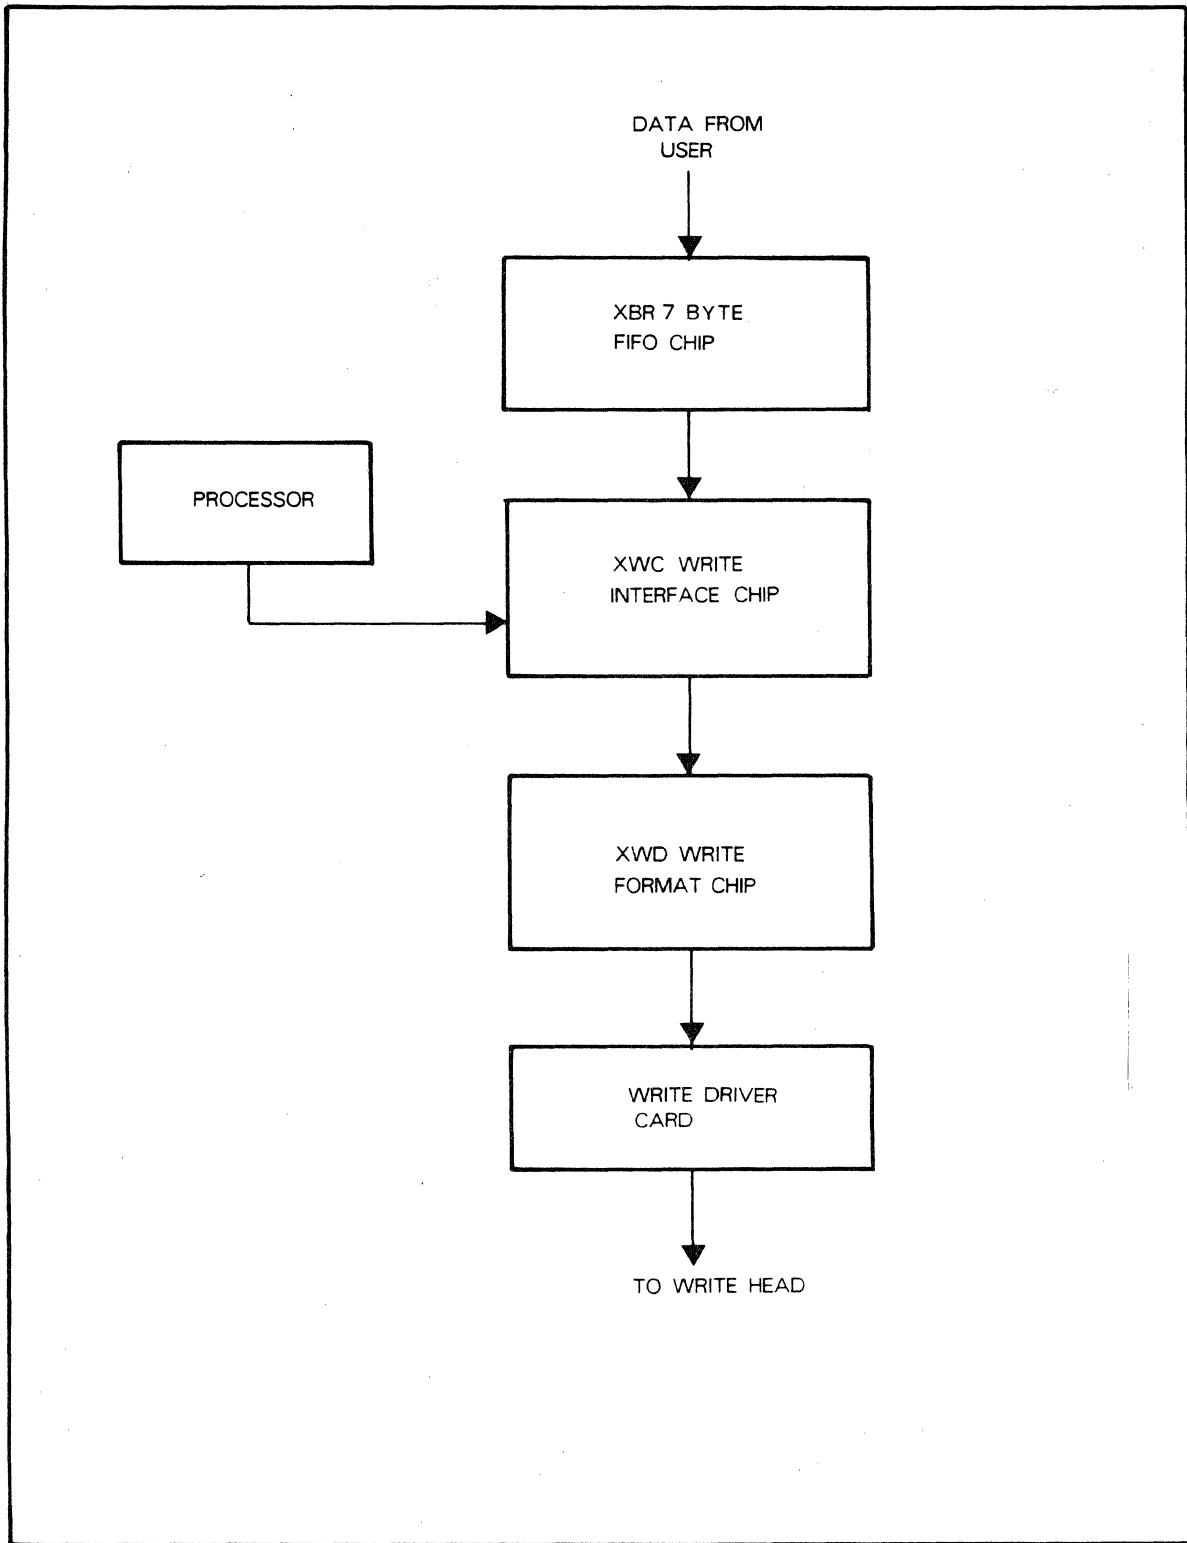 DATA FROM
USER
XBR 7 BYTE
FIFO CHIP
PROCESSOR
XWC WRITE
INTERFACE CHIP
XWD WRITE
FORMAT CHIP
WRITE DRIVER
CARD
TO WRITE HEAD